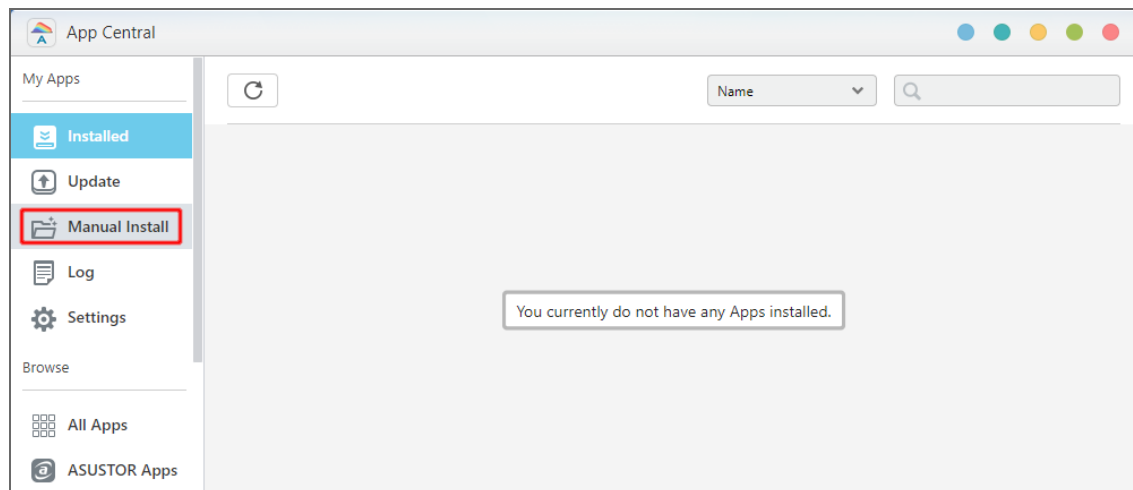 App Central
My Apps
Installed
Update
Manual Install
Log
Settings
Browse
All Apps
ASUSTOR Apps
Name
You currently do not have any Apps installed.